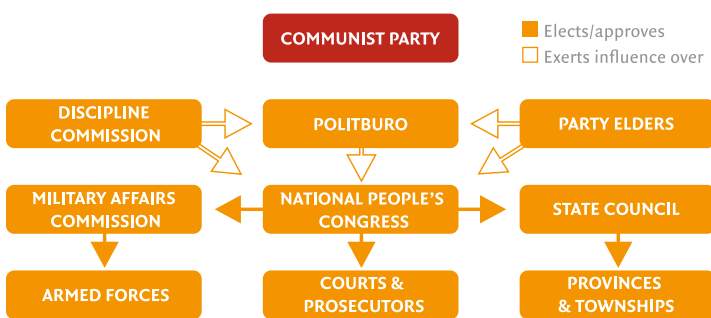 COMMUNIST PARTY
Elects/approves
Exerts influence over
DISCIPLINE
COMMISSION
POLITBURO
PARTY ELDERS
MILITARY AFFAIRS
COMMISSION
NATIONAL PEOPLE'S
CONGRESS
STATE COUNCIL
ARMED FORCES
COURTS &
PROSECUTORS
PROVINCES
& TOWNSHIPS